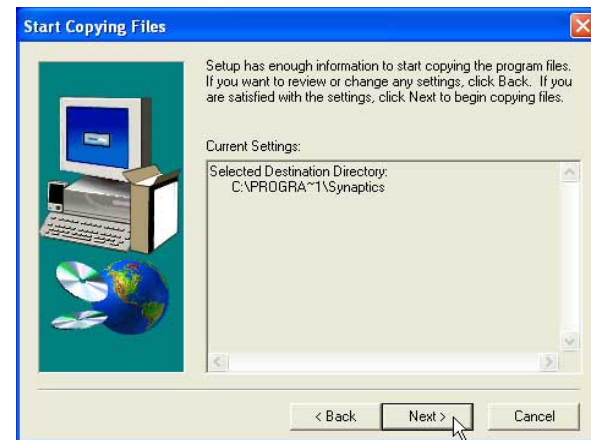 Start Copying Files
Setup has enough information to start copying the program files.
If you want to review or change any settings, click Back.  If you
are satisfied with the settings, click Next to begin copying files.
Current Settings:
Selected Destination Directory:
C:\PROGRA~1\Synaptics
< Back
Next >
Cancel